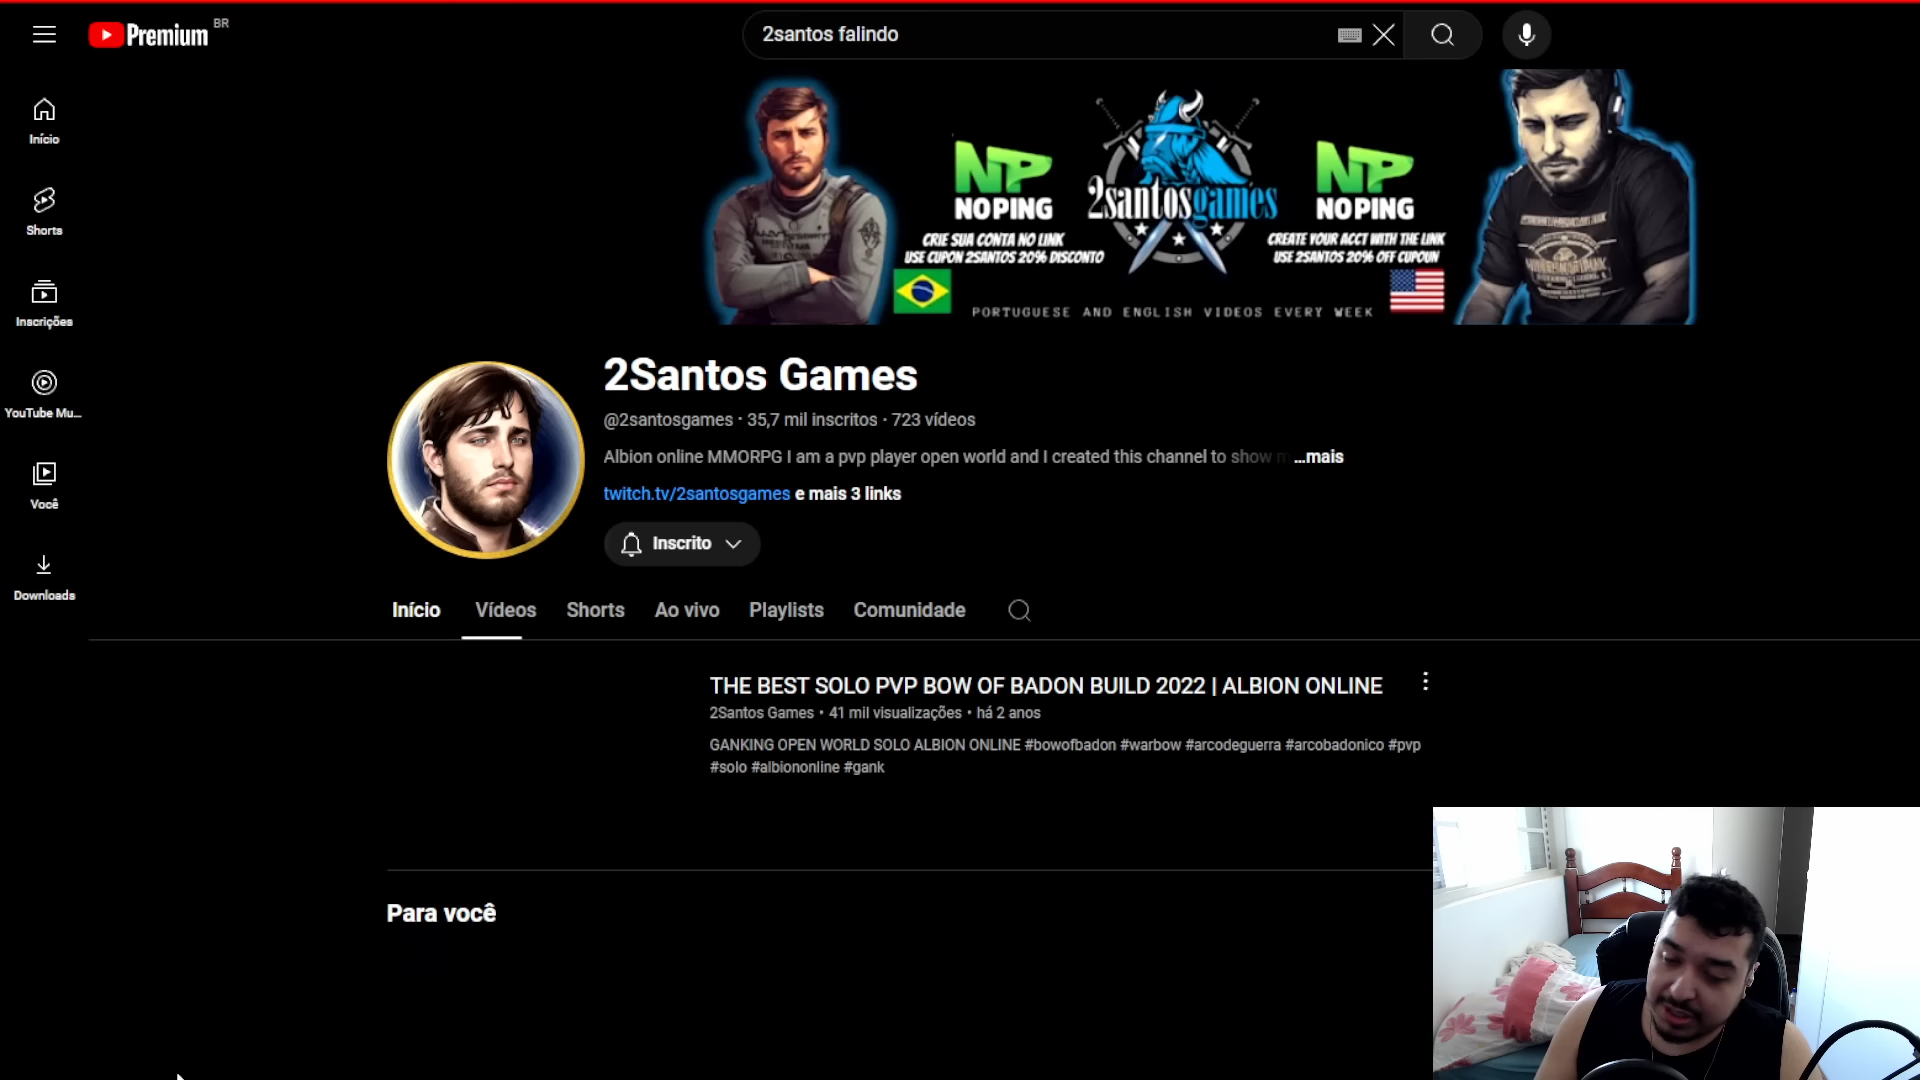 Premium BR
2santos falindo
Início
Shorts
Inscrições
YouTube Mu...
Você
Downloads
NP
NOPING
CRIE SUA CONTA NO LINK
USE CUPON 2SANTOS 20% DISCONTO
2santosgames
NP
NOPING
CREATE YOUR ACCT WITH THE LINK
USE 2SANTOS 20% OFF CUPOUN
PORTUGUESE AND ENGLISH VIDEOS EVERY WEEK
2Santos Games
@2santosgames · 35,7 mil inscritos · 723 vídeos
Albion online MMORPG I am a pvp player open world and I created this channel to show ...mais
twitch.tv/2santosgames e mais 3 links
Inscrito
Início Vídeos Shorts Ao vivo Playlists Comunidade
THE BEST SOLO PVP BOW OF BADON BUILD 2022 | ALBION ONLINE
2Santos Games • 41 mil visualizações • há 2 anos
GANKING OPEN WORLD SOLO ALBION ONLINE #bowofbadon #warbow #arcodeguerra #arcobadonico #pvp
#solo #albiononline #gank
Para você